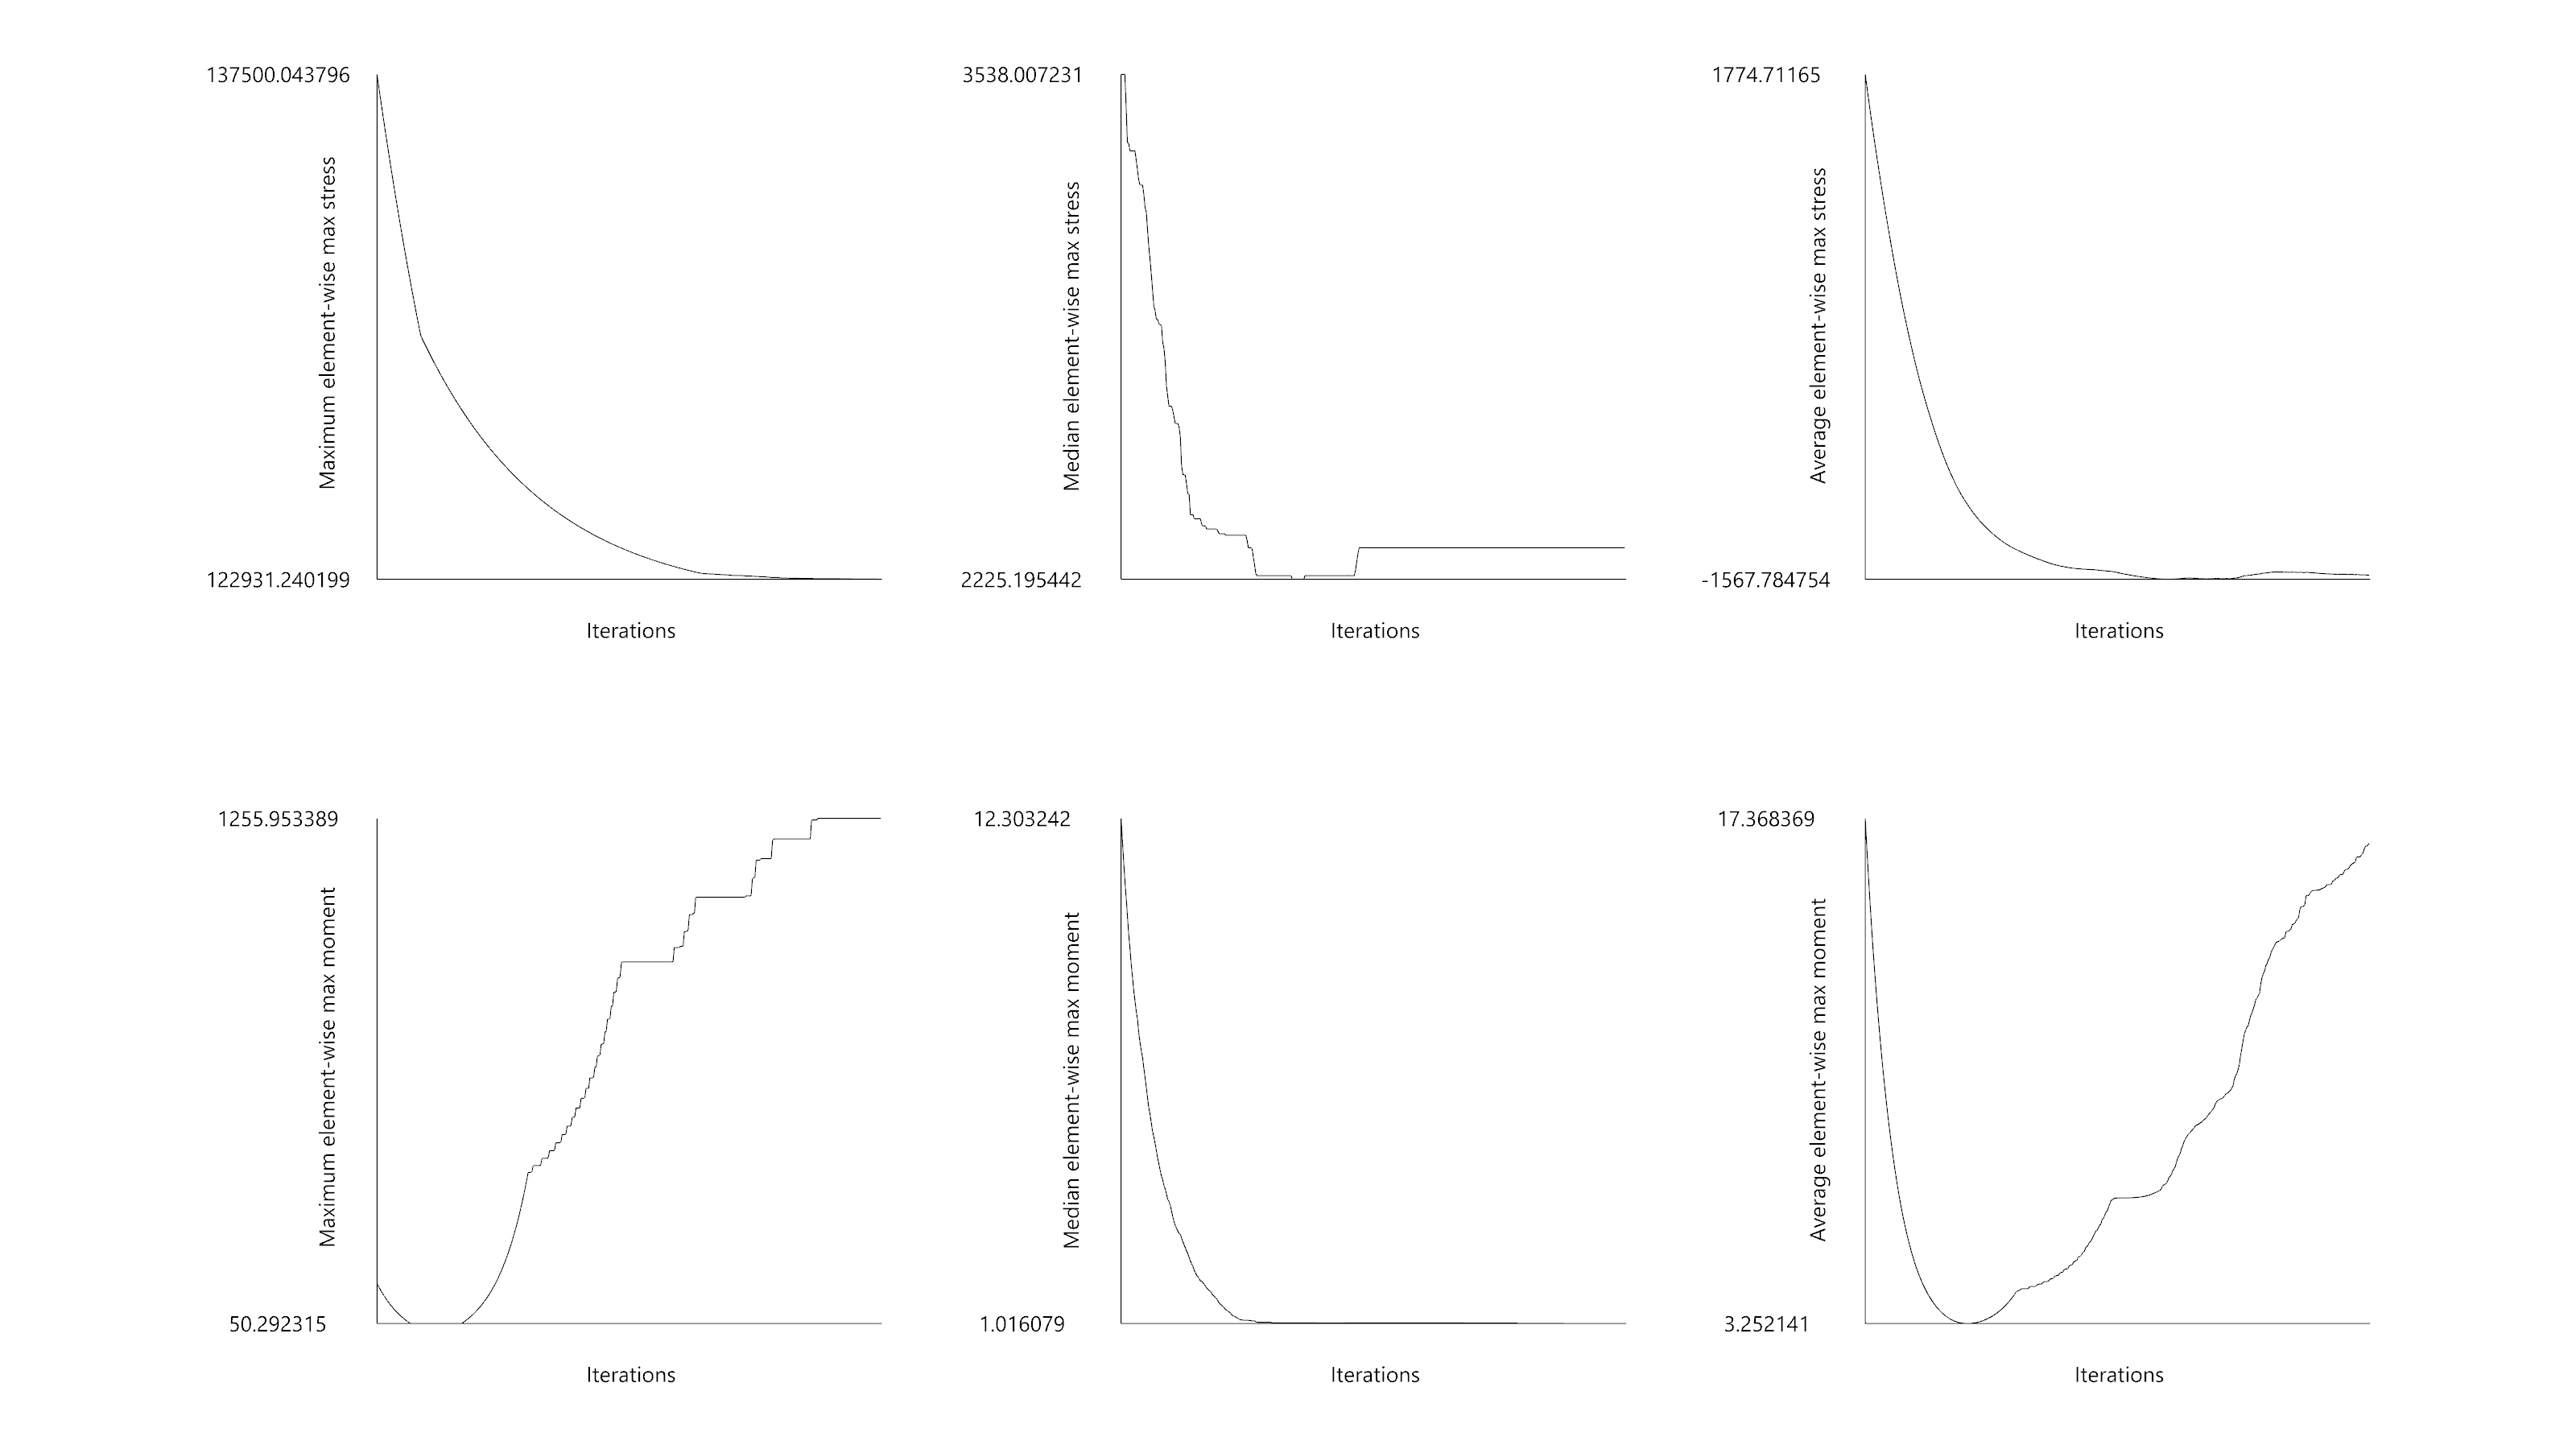 137500.043796
Maximum element-wise max stress
122931.240199
Iterations
3538.007231
Median element-wise max stress
2225.195442
Iterations
1774.71165
Average element-wise max stress
-1567.784754
Iterations
1255.953389
Maximum element-wise max moment
50.292315
Iterations
12.303242
Median element-wise max moment
1.016079
Iterations
17.368369
Average element-wise max moment
3.252141
Iterations